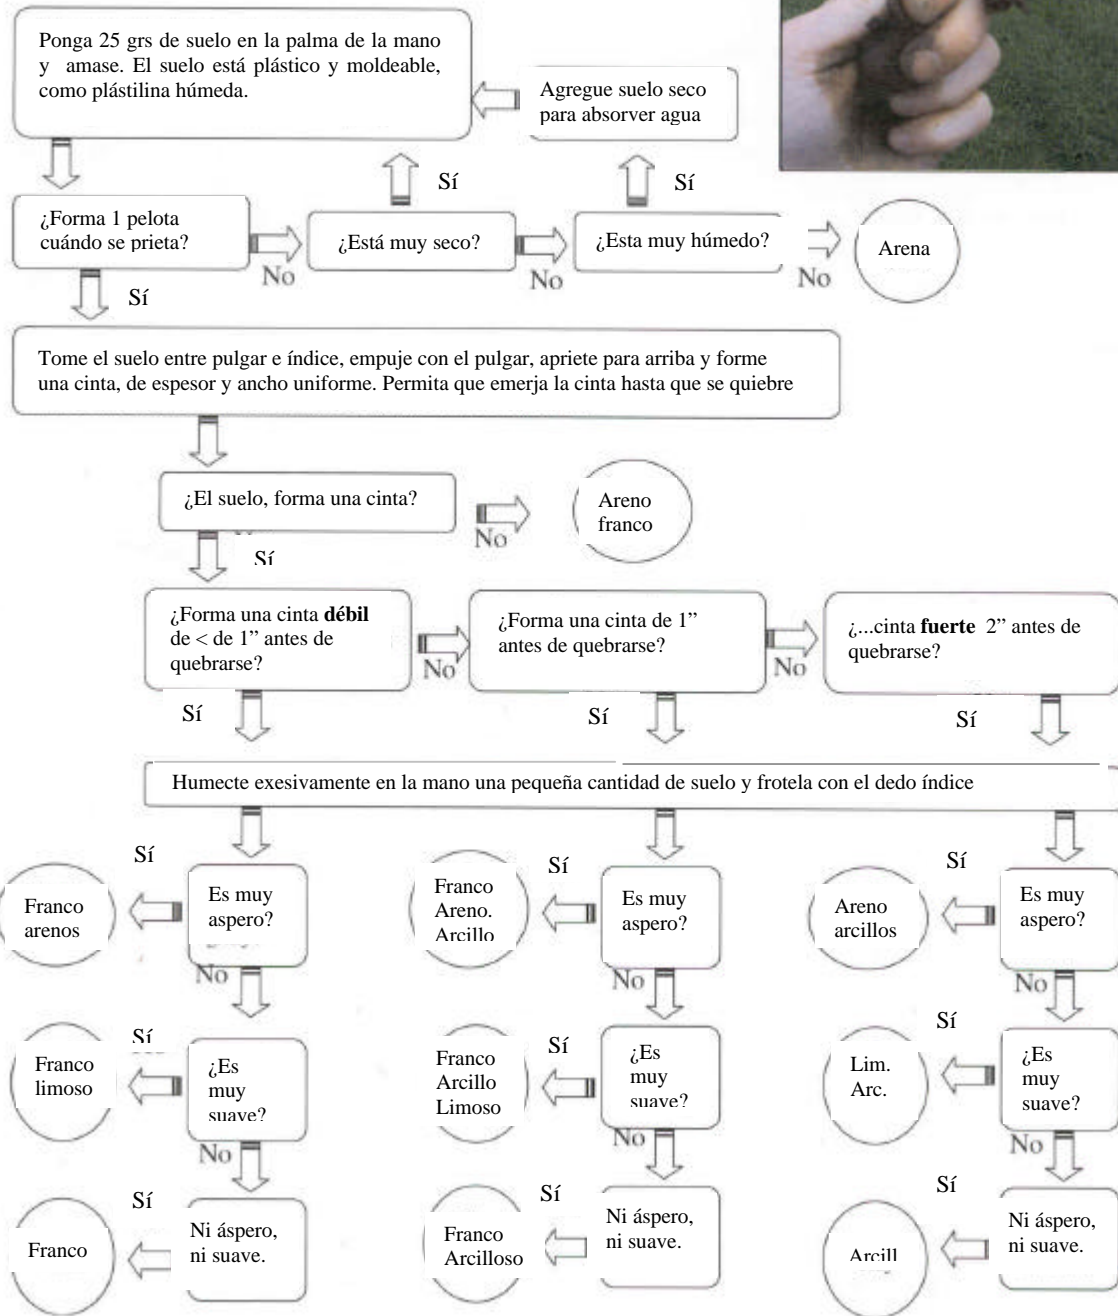 Ponga 25 grs de suelo en la palma de la mano
y amase. El suelo está plástico y moldeable,
como plástilina húmeda.
Agregue suelo seco
para absorver agua
Sí
Sí
¿Forma 1 pelota
cuándo se prieta?
No
¿Está muy seco?
No
¿Esta muy húmedo?
No
Arena
Sí
Tome el suelo entre pulgar e índice, empuje con el pulgar, apriete para arriba y forme
una cinta, de espesor y ancho uniforme. Permita que emerja la cinta hasta que se quiebre
¿El suelo, forma una cinta?
No
Areno
franco
Sí
¿Forma una cinta débil
de < de 1” antes de
quebrarse?
No
¿Forma una cinta de 1”
antes de quebrarse?
No
¿...cinta fuerte 2” antes de
quebrarse?
Sí
Sí
Sí
Humecte exesivamente en la mano una pequeña cantidad de suelo y frotela con el dedo índice
Sí
Franco
arenos
Es muy
aspero?
No
Sí
Franco
Areno.
Arcillo
Es muy
aspero?
No
Sí
Areno
arcillos
Es muy
aspero?
No
Sí
Franco
limoso
¿Es
muy
suave?
No
Sí
Franco
Arcillo
Limoso
¿Es
muy
suave?
No
Sí
Lim.
Arc.
¿Es
muy
suave?
No
Sí
Franco
Ni áspero,
ni suave.
Sí
Franco
Arcilloso
Ni áspero,
ni suave.
Sí
Arcill
Ni áspero,
ni suave.